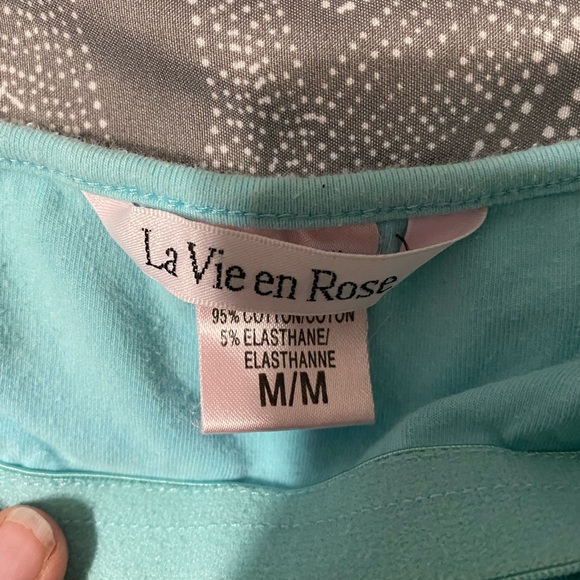 La Vie en Rose
95% COTTON/COTON
5% ELASTHANE/
ELASTHANNE
M/M